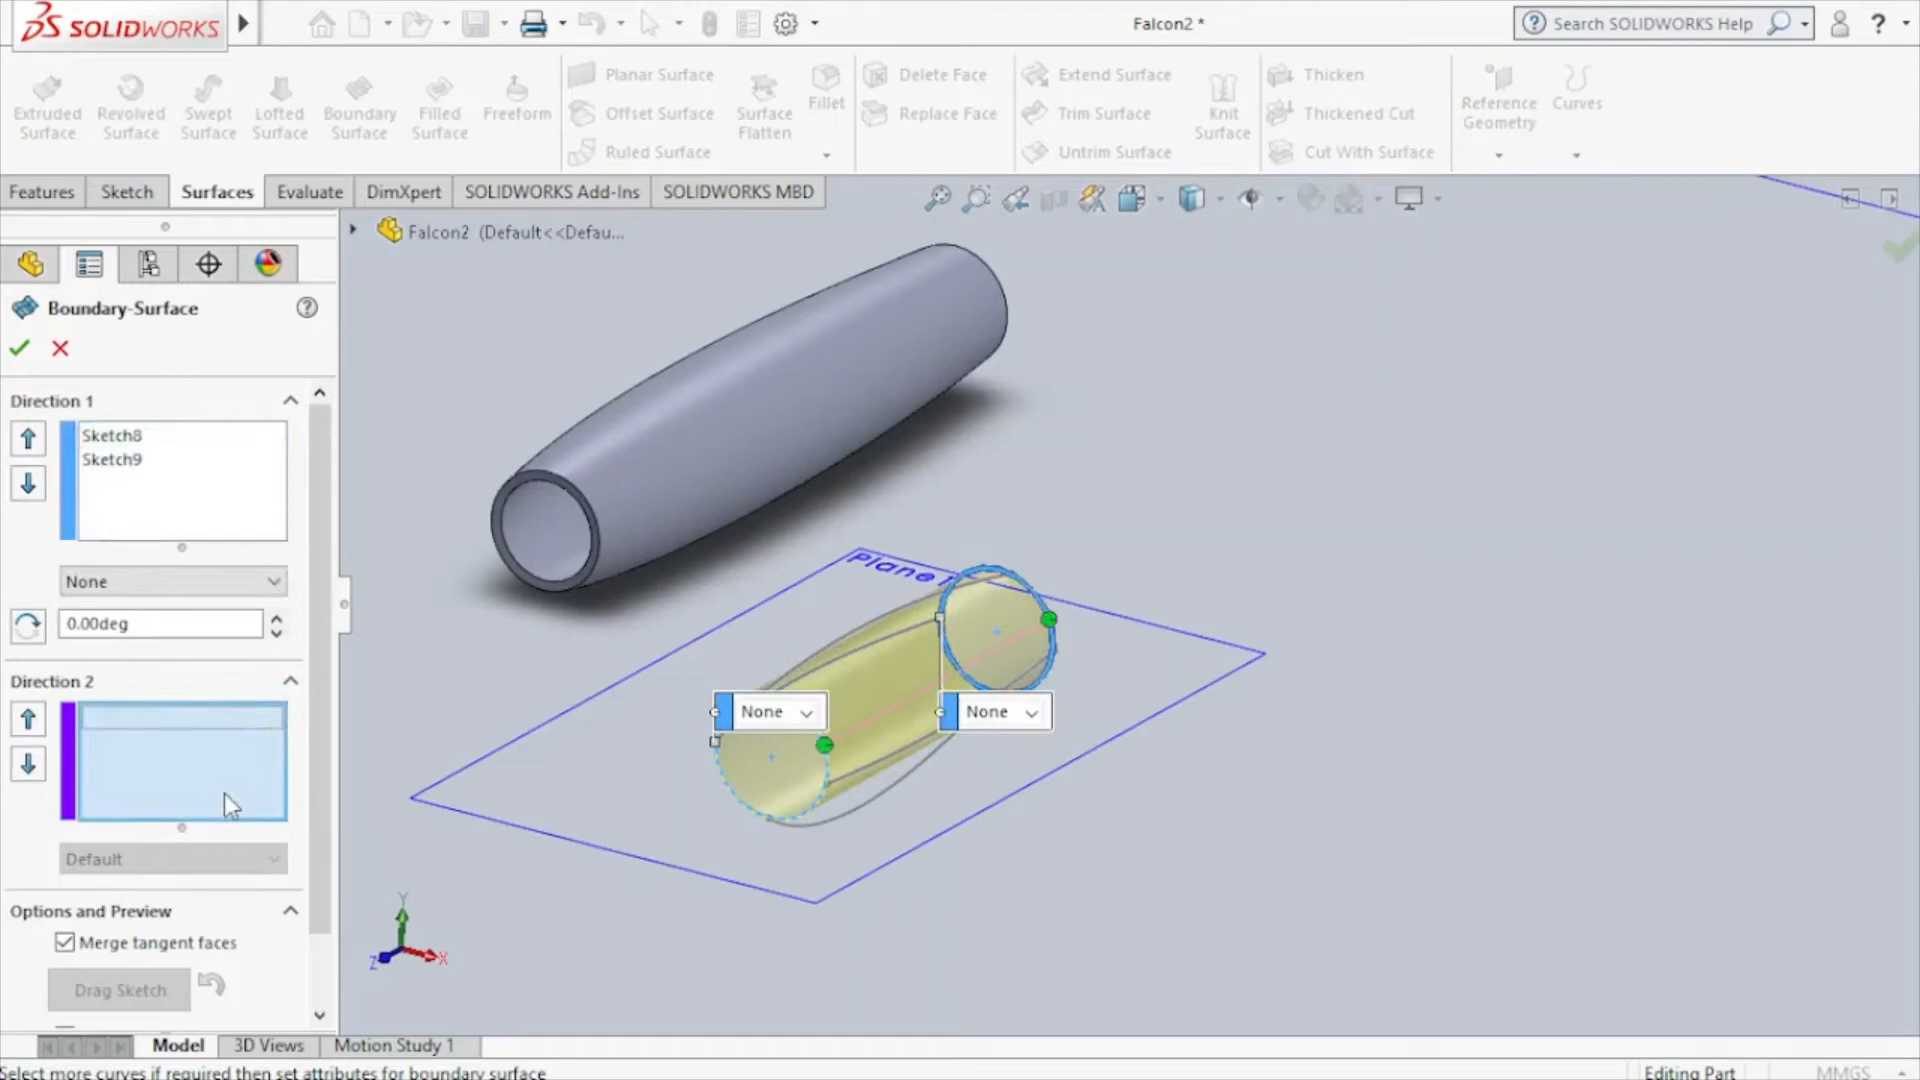 SOLIDWORKS
Falcon2 *
Search SOLIDWORKS Help
?
Extruded Surface
Revolved Surface
Swept Surface
Lofted Surface
Boundary Surface
Filled Surface
Freeform
Planar Surface
Offset Surface
Ruled Surface
Surface Flatten
Fillet
Delete Face
Replace Face
Extend Surface
Trim Surface
Untrim Surface
Knit Surface
Thicken
Thickened Cut
Cut With Surface
Reference Geometry
Curves
Features
Sketch
Surfaces
Evaluate
DimXpert
SOLIDWORKS Add-Ins
SOLIDWORKS MBD
Falcon2 (Default<<Defau...
Boundary-Surface
?
Direction 1
Sketch8
Sketch9
None
0.00deg
Direction 2
Default
Options and Preview
Merge tangent faces
Drag Sketch
Plane1
None
None
Y
Z
X
Model
3D Views
Motion Study 1
Select more curves if required then set attributes for boundary surface
Editing Part
MMGS